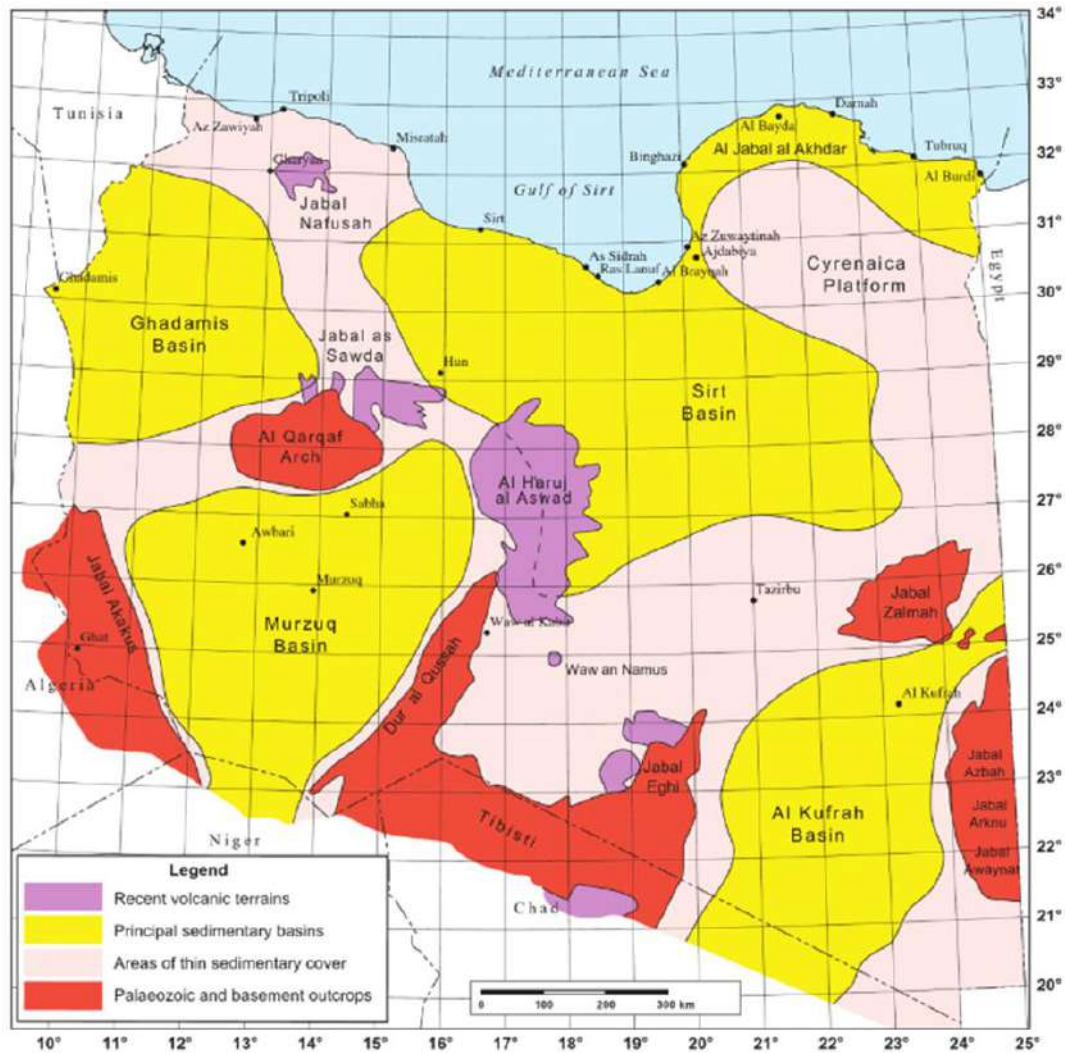 34°
Mediterranean Sea
33°
Tunisia
Tripoli
Az Zawiyah
Misratah
Darnah
Al Bayda
Al Jabal al Akhdar
Tubruq
Binghazi
32°
Al Burdi
Gharyan
Gulf of Sirt
Jabal
Nafusah
Sirt
31°
Az Zuwaytinah
Ajdabiya
As Sidrah
Ras Lanuf
Al Brayqah
Egypt
Cyrenaica
Platform
Ghadamis
30°
Ghadamis
Basin
Jabal as
Sawda
Hun
29°
Sirt
Basin
Al Qarqaf
Arch
28°
Al Haruj
al Aswad
27°
Sabha
Awbari
Jabal Akakus
Murzuq
26°
Tazirbu
Jabal
Zalmah
Murzuq
Basin
Waw al Kabir
Ghat
25°
Waw an Namus
Algeria
Dur al Qussah
Al Kufrah
24°
Jabal
Azbah
Jabal
Eghi
23°
Tibisti
Al Kufrah
Basin
Jabal
Arknu
Niger
22°
Jabal
Awaynat
Chad
21°
20°
Legend
Recent volcanic terrains
Principal sedimentary basins
Areas of thin sedimentary cover
Palaeozoic and basement outcrops
0 100 200 300 km
10° 11° 12° 13° 14° 15° 16° 17° 18° 19° 20° 21° 22° 23° 24° 25°